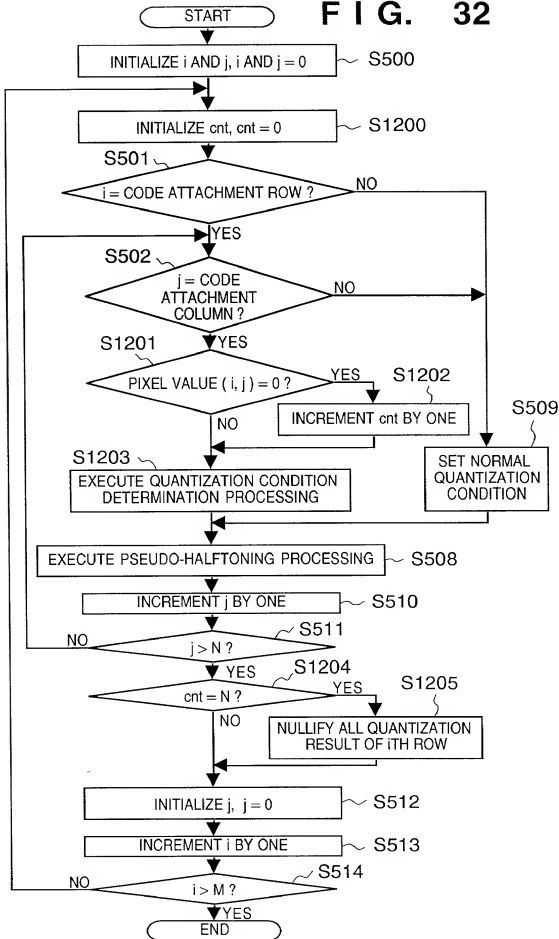 FIG. 32
START
INITIALIZE i AND j, i AND j = 0
S500
INITIALIZE cnt, cnt = 0
S1200
S501
i = CODE ATTACHMENT ROW ?
NO
YES
S502
j = CODE
ATTACHMENT
COLUMN ?
NO
YES
S1201
PIXEL VALUE ( i, j ) = 0 ?
YES
S1202
INCREMENT cnt BY ONE
NO
S509
SET NORMAL
QUANTIZATION
CONDITION
S1203
EXECUTE QUANTIZATION CONDITION
DETERMINATION PROCESSING
EXECUTE PSEUDO-HALFTONING PROCESSING
S508
INCREMENT j BY ONE
S510
S511
j > N ?
NO
YES
S1204
cnt = N ?
YES
S1205
NO
NULLIFY ALL QUANTIZATION
RESULT OF iTH ROW
INITIALIZE j, j = 0
S512
INCREMENT i BY ONE
S513
S514
i > M ?
NO
YES
END